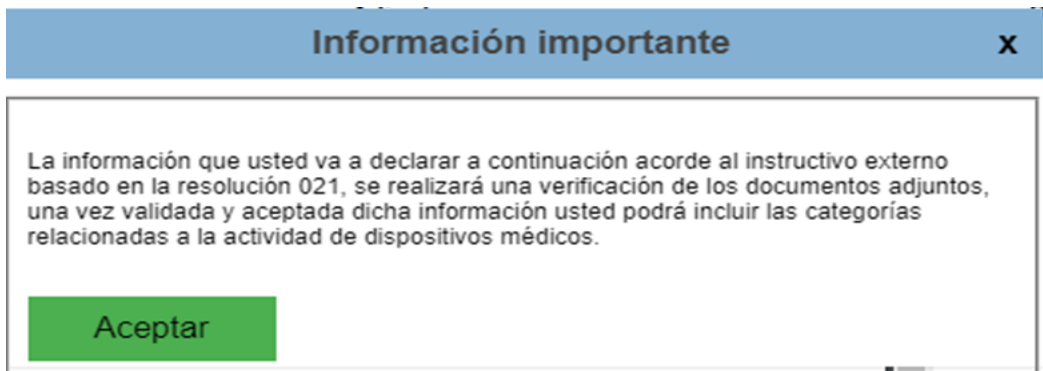 Información importante
x
La información que usted va a declarar a continuación acorde al instructivo externo
basado en la resolución 021, se realizará una verificación de los documentos adjuntos,
una vez validada y aceptada dicha información usted podrá incluir las categorías
relacionadas a la actividad de dispositivos médicos.
Aceptar